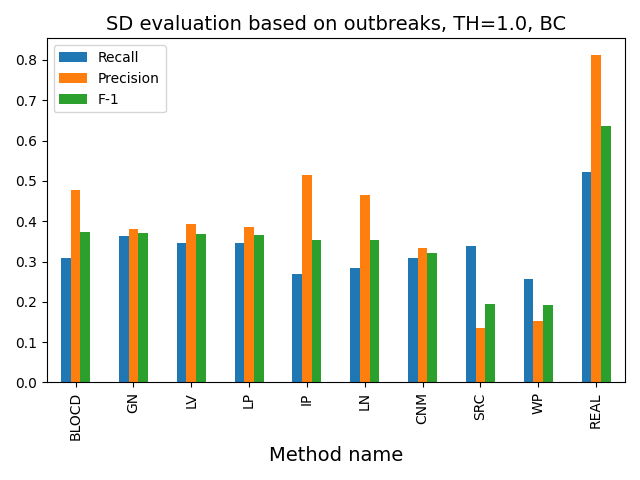 SD evaluation based on outbreaks, TH=1.0, BC
Recall
Precision
F-1
0.8
0.7
0.6
0.5
0.4
0.3
0.2
0.1
0.0
BLOCD
GN
LV
LP
IP
LN
CNM
SRC
WP
REAL
Method name